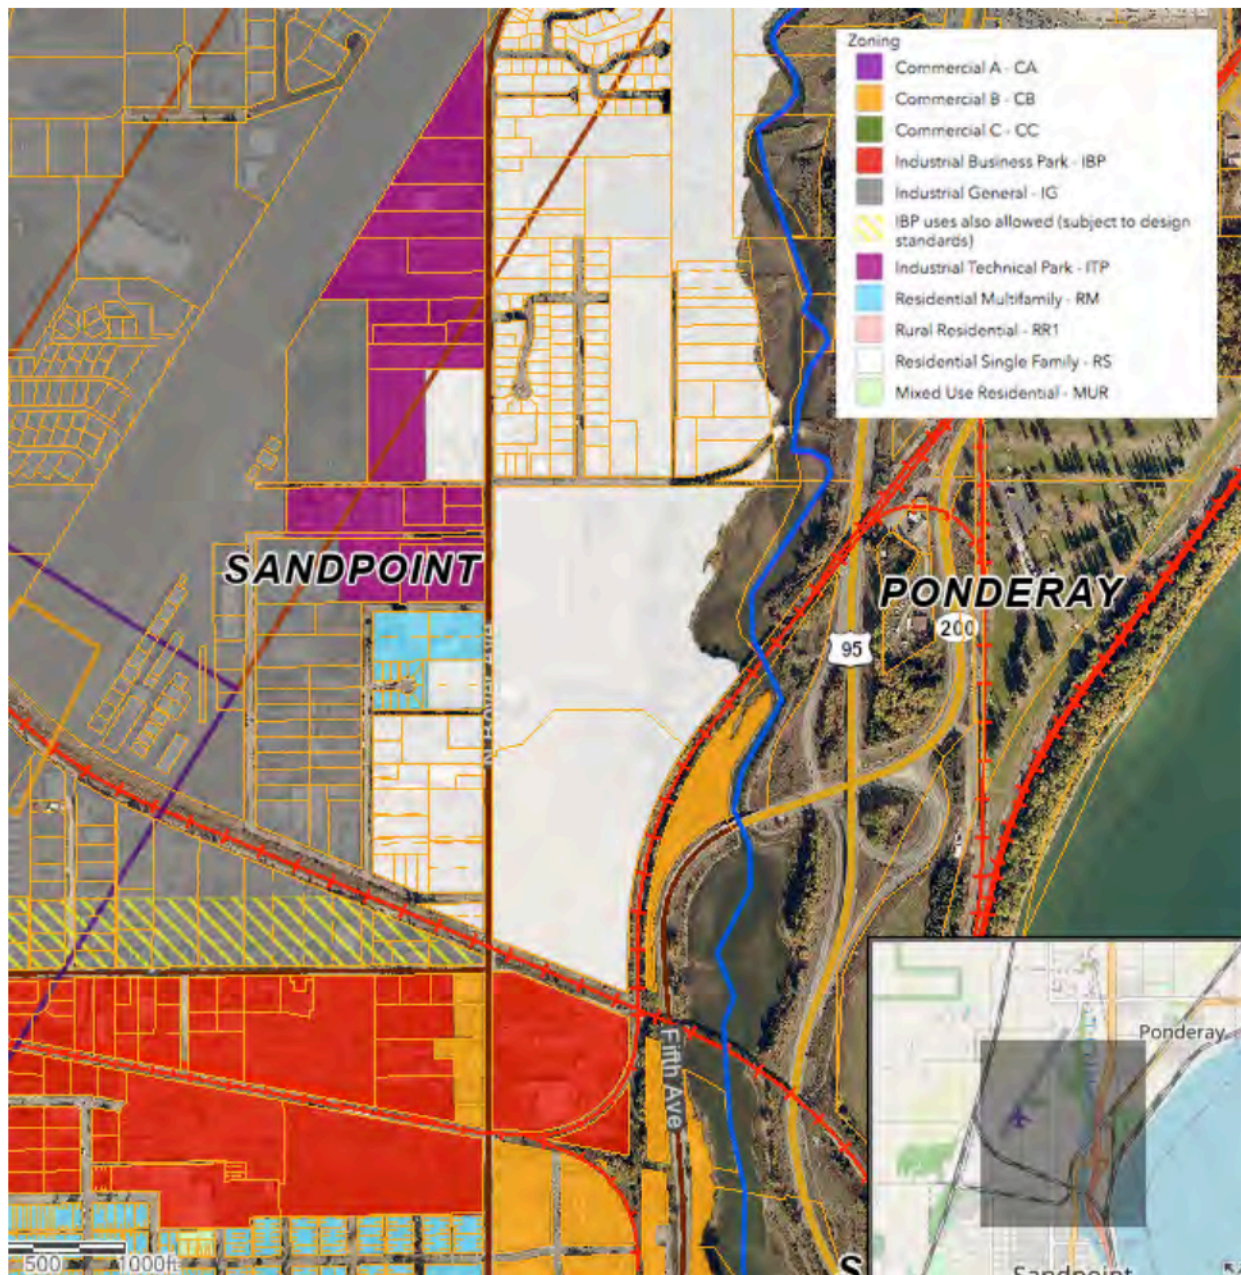 Zoning
Commercial A - CA
Commercial B - CB
Commercial C - CC
Industrial Business Park - IBP
Industrial General - IG
IBP uses also allowed (subject to design
standards)
Industrial Technical Park - ITP
Residential Multifamily - RM
Rural Residential - RR1
Residential Single Family - RS
Mixed Use Residential - MUR
SANDPOINT
PONDERAY
200
95
Fifth Ave
Ponderay
Sandpoint
S
500
1000ft